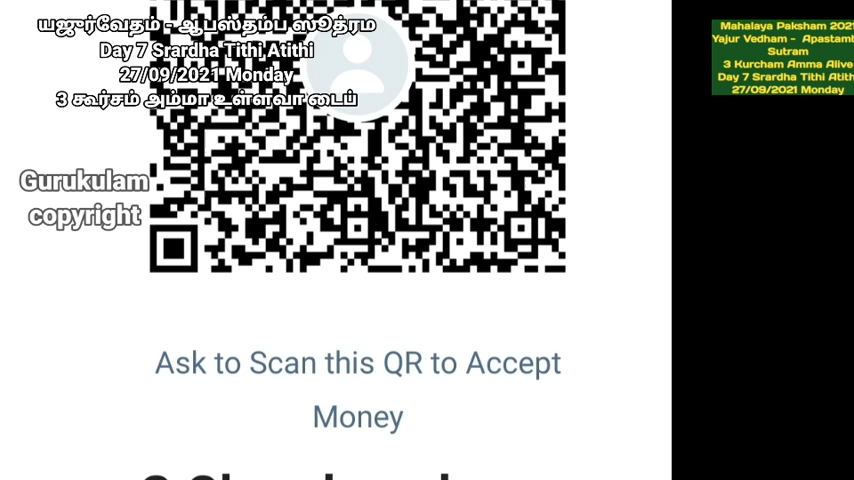 யஜுர்வேதம் - ஆபஸ்தம்ப ஸூத்ரம
Day 7 Srardha Tithi Atithi
27/09/2021 Monday
3 கூர்சம் அம்மா உள்ளவா டைப்
Gurukulam
copyright
Ask to Scan this QR to Accept
Money
Mahalaya Paksham 2021
Yajur Vedham - Apastamb
Sutram
3 Kurcham Amma Alive
Day 7 Srardha Tithi Atith
27/09/2021 Monday